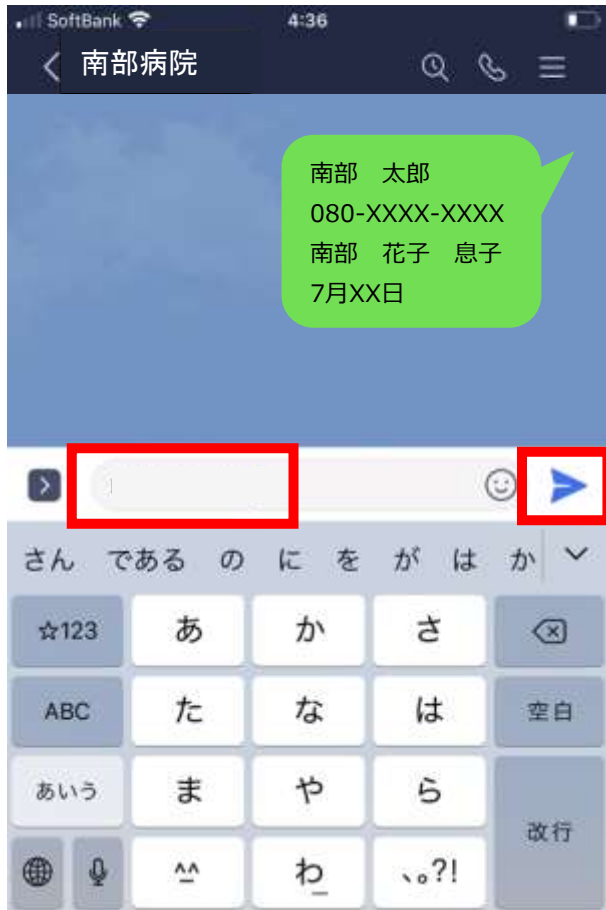 SoftBank 4:36
南部病院
南部　太郎
080-XXXX-XXXX
南部　花子　息子
7月XX日
さん である の に を が は か
☆123 あ か さ
ABC た な は 空白
あいう ま や ら
改行
^^ わ_ 、。?!